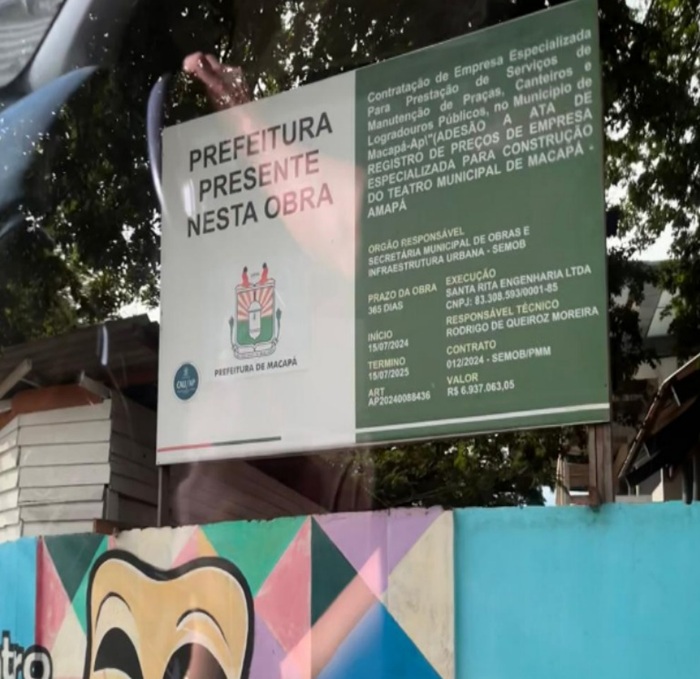 PREFEITURA
PRESENTE
NESTA OBRA
PREFEITURA DE MACAPÁ
Contratação de Empresa Especializada
Para Prestação de Serviços de
Manutenção de Praças, Canteiros e
Logradouros Públicos, no Município de
Macapá-Ap\"(ADESÃO A ATA DE
REGISTRO DE PREÇOS DE EMPRESA
ESPECIALIZADA PARA CONSTRUÇÃO
DO TEATRO MUNICIPAL DE MACAPÁ -
AMAPÁ
ORGÃO RESPONSÁVEL
SECRETÁRIA MUNICIPAL DE OBRAS E
INFRAESTRUTURA URBANA - SEMOB
PRAZO DA OBRA
365 DIAS
INÍCIO
15/07/2024
TERMINO
15/07/2025
ART
AP20240088436
EXECUÇÃO
SANTA RITA ENGENHARIA LTDA
CNPJ: 83.308.593/0001-85
RESPONSÁVEL TÉCNICO
RODRIGO DE QUEIROZ MOREIRA
CONTRATO
012/2024 - SEMOB/PMM
VALOR
R$ 6.937.063,05
tro